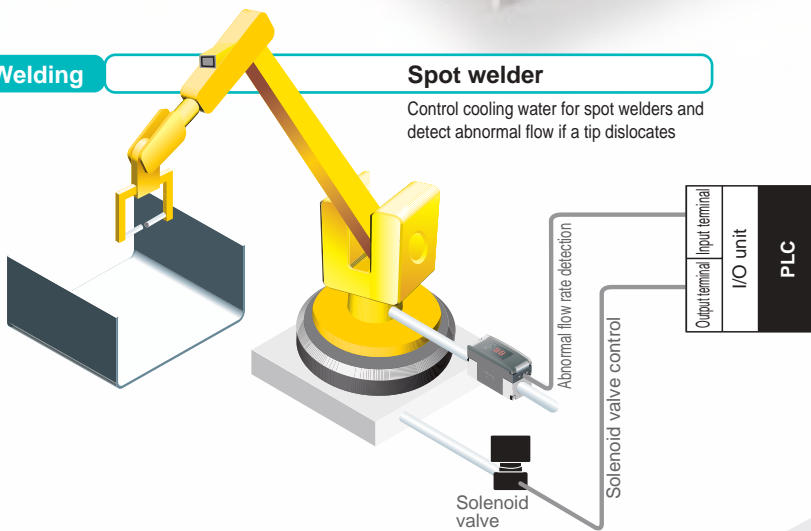 Welding
Spot welder
Control cooling water for spot welders and
detect abnormal flow if a tip dislocates
Abnormal flow rate detection
Input terminal
Output terminal
I/O unit
PLC
Solenoid valve control
Solenoid
valve